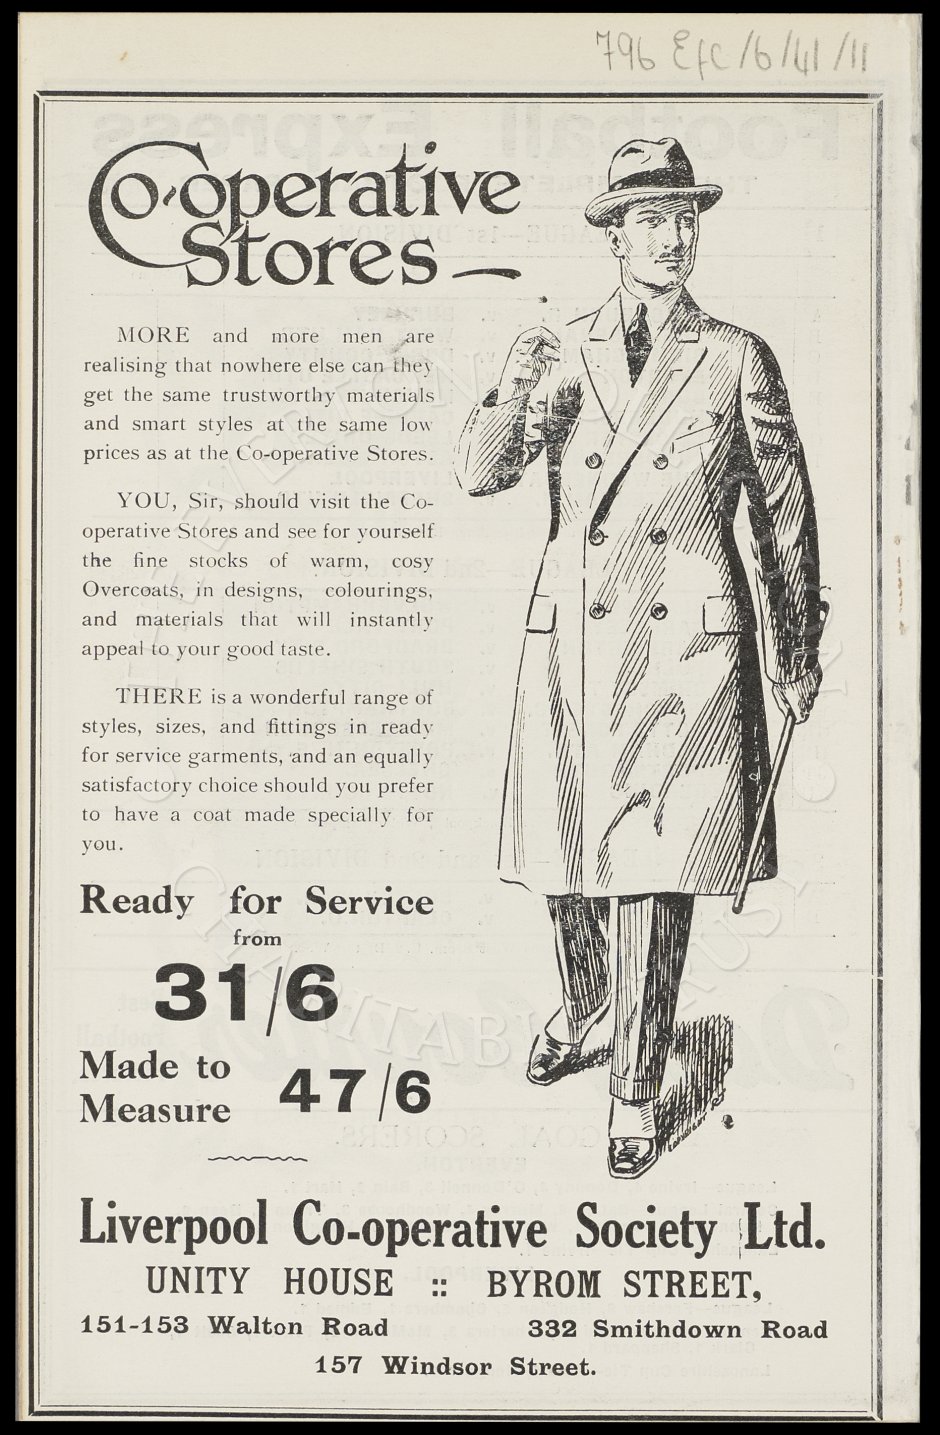 796 EfC/6/41/11
Co-operative
Stores
MORE and more men are
realising that nowhere else can they
get the same trustworthy materials
and smart styles at the same low
prices as at the Co-operative Stores.
YOU, Sir, should visit the Co-
operative Stores and see for yourself
the fine stocks of warm, cosy
Overcoats, in designs, colourings,
and materials that will instantly
appeal to your good taste.
THERE is a wonderful range of
styles, sizes, and fittings in ready
for service garments, and an equally
satisfactory choice should you prefer
to have a coat made specially for
you.
Ready for Service
from
31/6
Made to
Measure
47/6
Liverpool Co-operative Society Ltd.
UNITY HOUSE :: BYROM STREET,
151-153 Walton Road
332 Smithdown Road
157 Windsor Street.